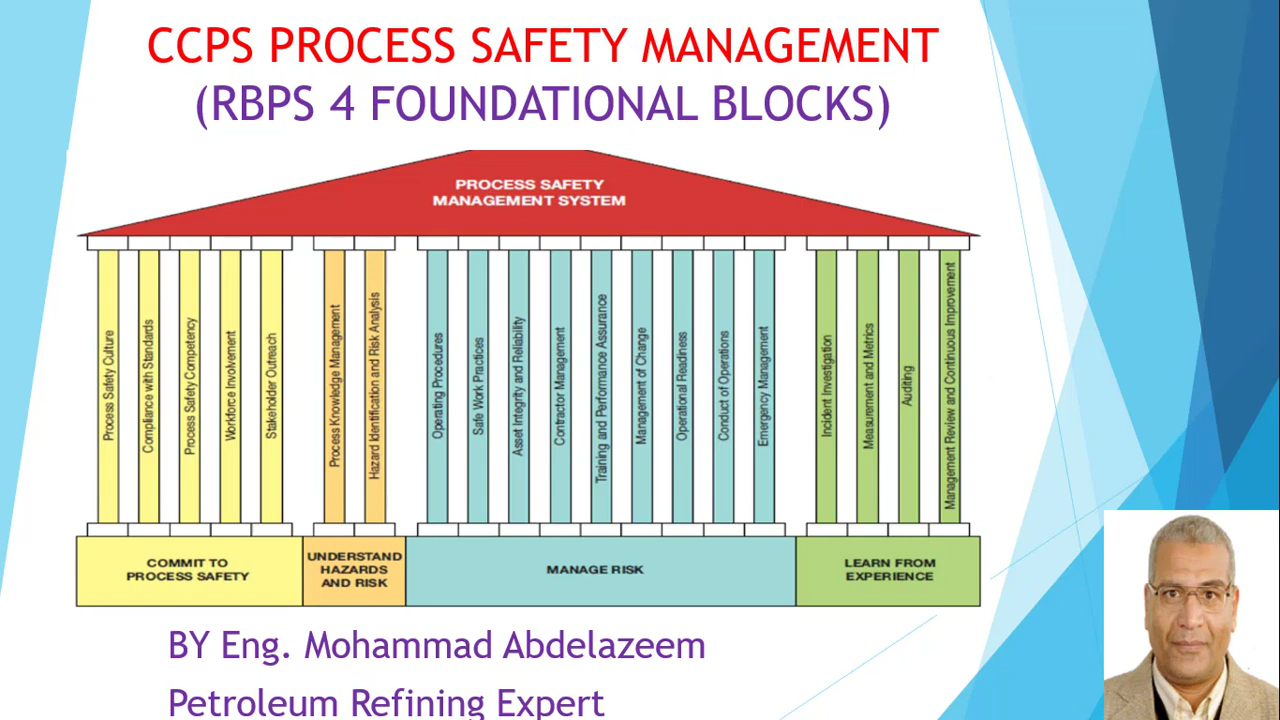 CCPS PROCESS SAFETY MANAGEMENT
(RBPS 4 FOUNDATIONAL BLOCKS)
PROCESS SAFETY
MANAGEMENT SYSTEM
Process Safety Culture
Compliance with Standards
Process Safety Competency
Workforce Involvement
Stakeholder Outreach
Process Knowledge Management
Hazard Identification and Risk Analysis
Operating Procedures
Safe Work Practices
Asset Integrity and Reliability
Contractor Management
Training and Performance Assurance
Management of Change
Operational Readiness
Conduct of Operations
Emergency Management
Incident Investigation
Measurement and Metrics
Auditing
Management Review and Continuous Improvement
COMMIT TO
PROCESS SAFETY
UNDERSTAND
HAZARDS
AND RISK
MANAGE RISK
LEARN FROM
EXPERIENCE
BY Eng. Mohammad Abdelazeem
Petroleum Refining Expert